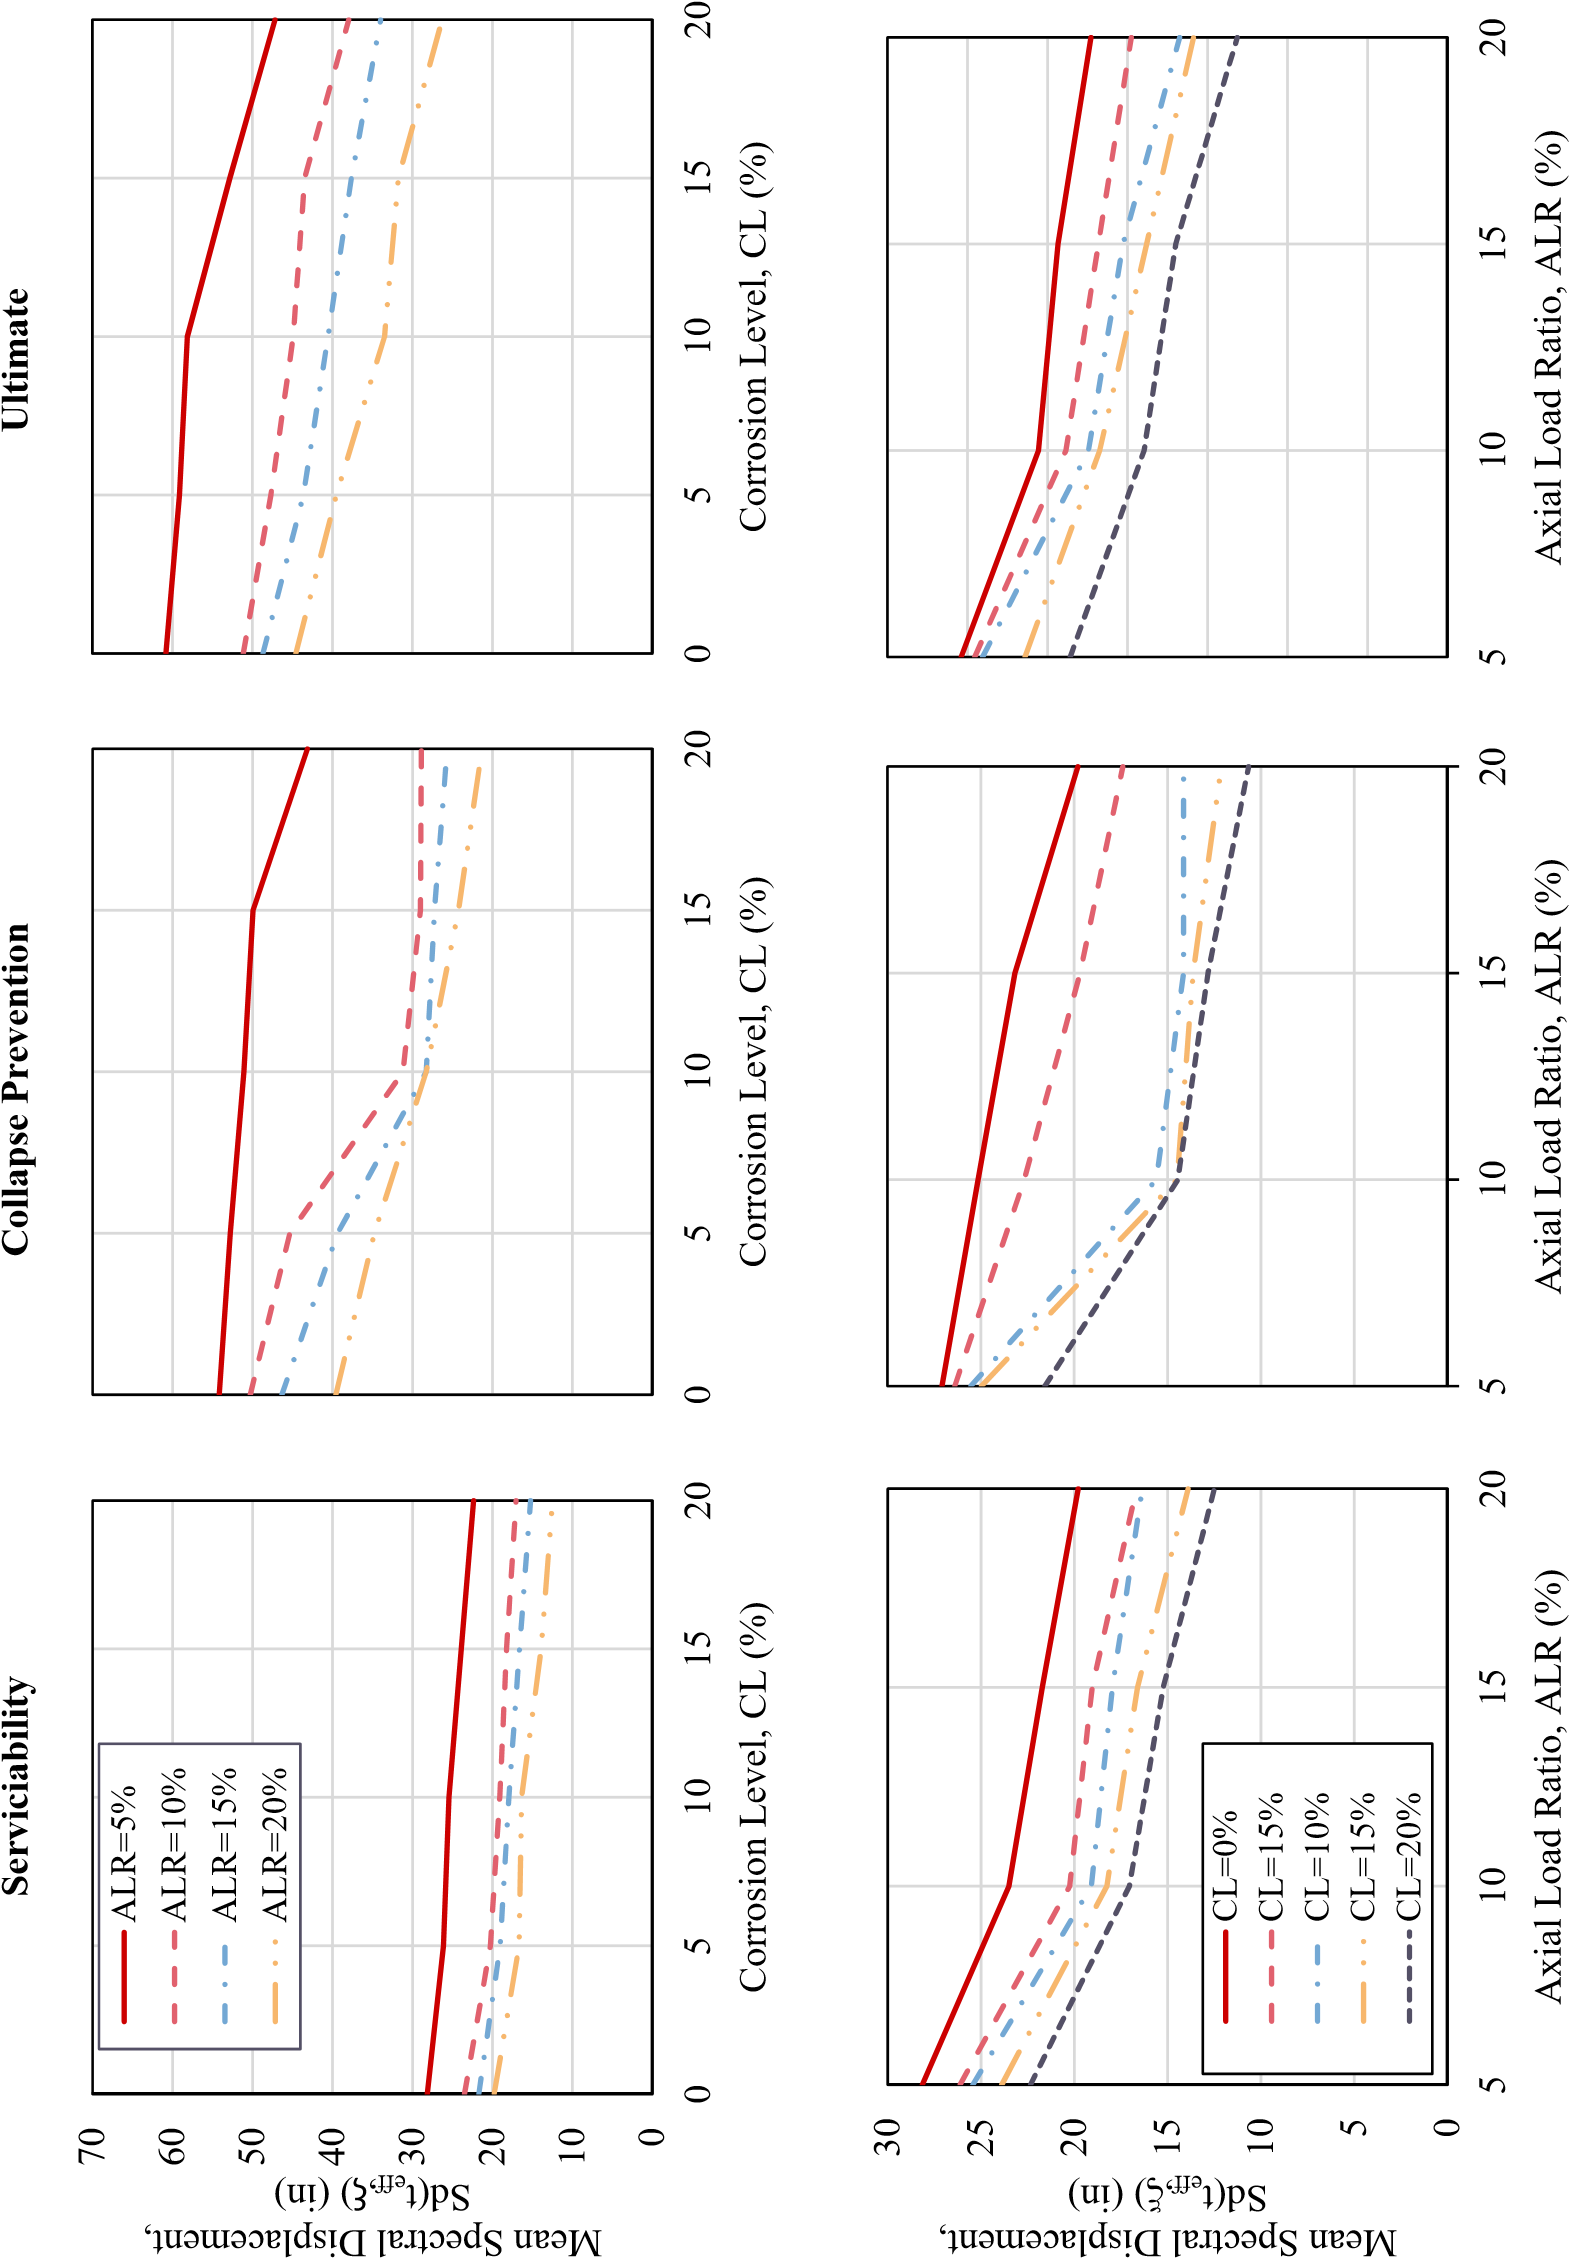 Serviciability
Collapse Prevention
Ultimate
Mean Spectral Displacement,
Sd(t_eff,ξ) (in)
70
60
50
40
30
20
10
0
ALR=5%
ALR=10%
ALR=15%
ALR=20%
0 5 10 15 20
Corrosion Level, CL (%)
0 5 10 15 20
Corrosion Level, CL (%)
0 5 10 15 20
Corrosion Level, CL (%)
Mean Spectral Displacement,
Sd(t_eff,ξ) (in)
30
25
20
15
10
5
0
CL=0%
CL=15%
CL=10%
CL=15%
CL=20%
5 10 15 20
Axial Load Ratio, ALR (%)
5 10 15 20
Axial Load Ratio, ALR (%)
5 10 15 20
Axial Load Ratio, ALR (%)